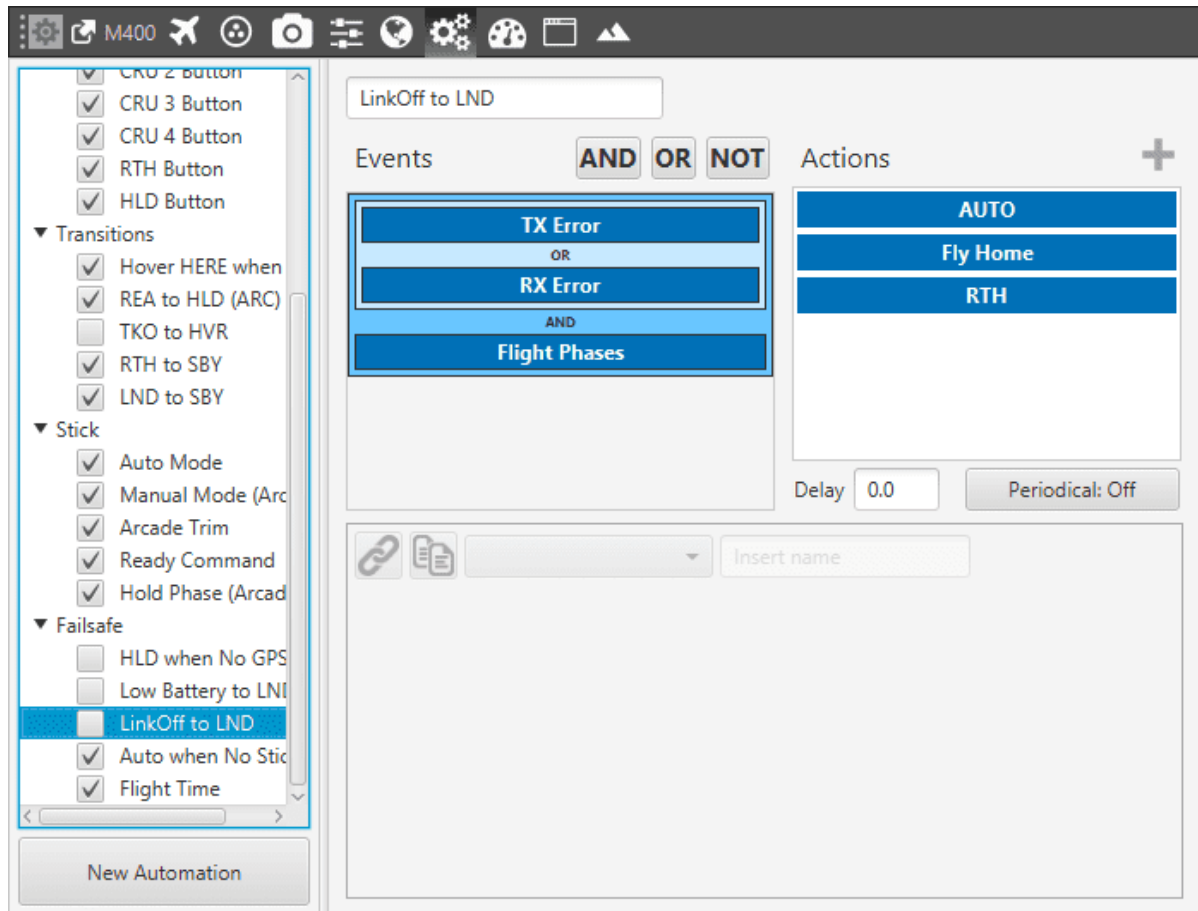 M400
CRU 2 Button
CRU 3 Button
CRU 4 Button
RTH Button
HLD Button
Transitions
Hover HERE when
REA to HLD (ARC)
TKO to HVR
RTH to SBY
LND to SBY
Stick
Auto Mode
Manual Mode (Arc
Arcade Trim
Ready Command
Hold Phase (Arcad
Failsafe
HLD when No GPS
Low Battery to LND
LinkOff to LND
Auto when No Stic
Flight Time
New Automation
LinkOff to LND
Events AND OR NOT
TX Error
OR
RX Error
AND
Flight Phases
Actions
AUTO
Fly Home
RTH
Delay 0.0 Periodical: Off
Insert name